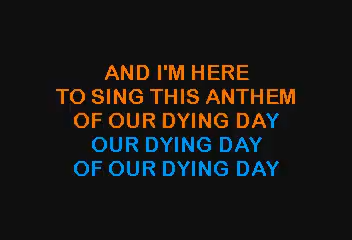 AND I'M HERE
TO SING THIS ANTHEM
OF OUR DYING DAY
OUR DYING DAY
OF OUR DYING DAY